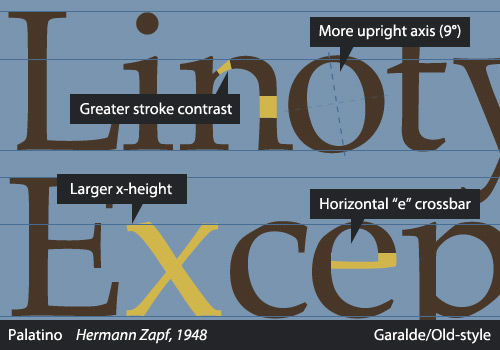 Linoty
More upright axis (9°)
Greater stroke contrast
Excep
Larger x-height
Horizontal “e” crossbar
Palatino Hermann Zapf, 1948 Garalde/Old-style